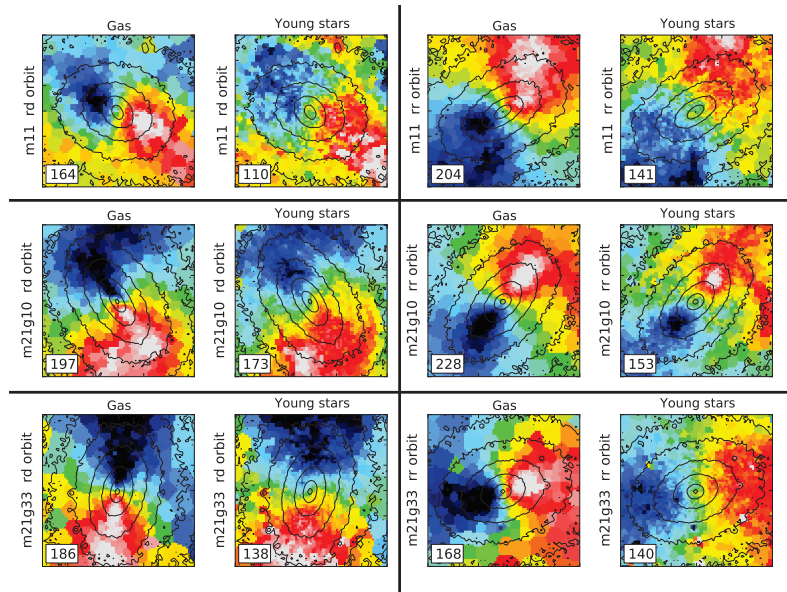 Gas
Young stars
m11 rd orbit
164
m11 rd orbit
110
Gas
Young stars
m11 rr orbit
204
m11 rr orbit
141
Gas
Young stars
m21g10 rd orbit
197
m21g10 rd orbit
173
Gas
Young stars
m21g10 rr orbit
228
m21g10 rr orbit
153
Gas
Young stars
m21g33 rd orbit
186
m21g33 rd orbit
138
Gas
Young stars
m21g33 rr orbit
168
m21g33 rr orbit
140